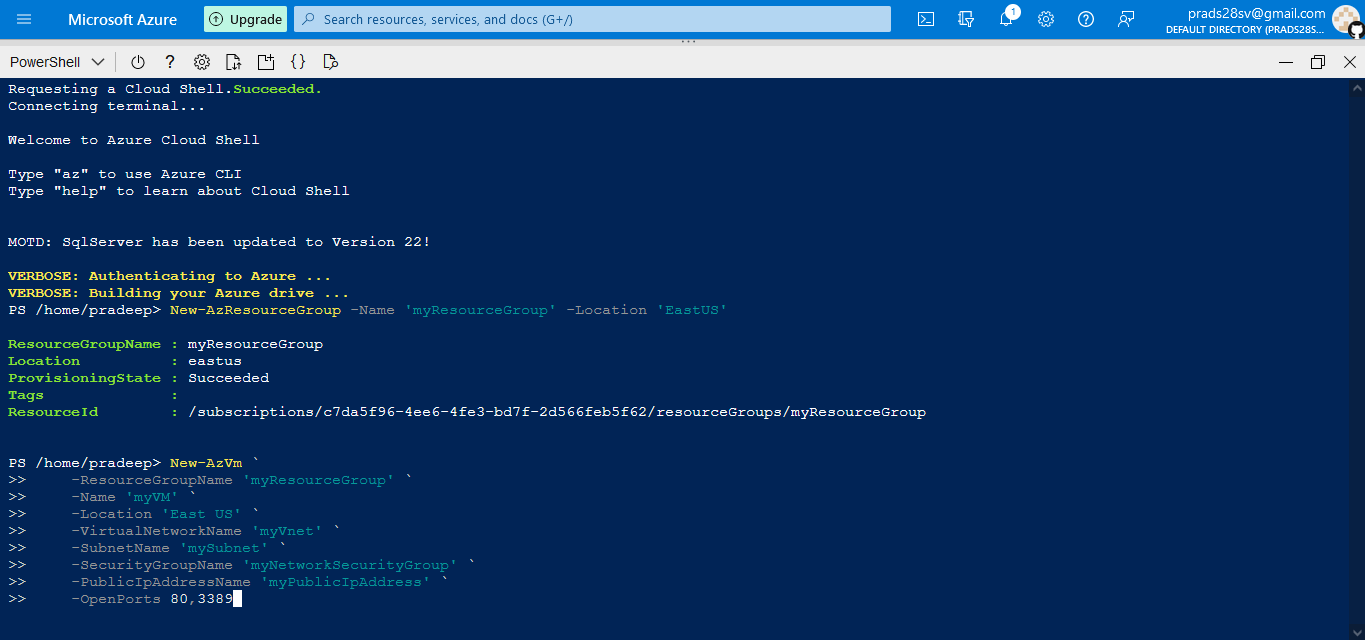 Microsoft Azure
Upgrade
Search resources, services, and docs (G+/)
1
prads28sv@gmail.com
DEFAULT DIRECTORY (PRADS28S...
PowerShell
Requesting a Cloud Shell.Succeeded.
Connecting terminal...
Welcome to Azure Cloud Shell
Type "az" to use Azure CLI
Type "help" to learn about Cloud Shell
MOTD: SqlServer has been updated to Version 22!
VERBOSE: Authenticating to Azure ...
VERBOSE: Building your Azure drive ...
PS /home/pradeep> New-AzResourceGroup -Name 'myResourceGroup' -Location 'EastUS'
ResourceGroupName : myResourceGroup
Location          : eastus
ProvisioningState : Succeeded
Tags              :
ResourceId        : /subscriptions/c7da5f96-4ee6-4fe3-bd7f-2d566feb5f62/resourceGroups/myResourceGroup
PS /home/pradeep> New-AzVm `
>>     -ResourceGroupName 'myResourceGroup' `
>>     -Name 'myVM' `
>>     -Location 'East US' `
>>     -VirtualNetworkName 'myVnet' `
>>     -SubnetName 'mySubnet' `
>>     -SecurityGroupName 'myNetworkSecurityGroup' `
>>     -PublicIpAddressName 'myPublicIpAddress' `
>>     -OpenPorts 80,3389